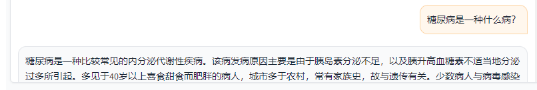 糖尿病是一种什么病?
糖尿病是一种比较常见的内分泌代谢性疾病。该病发病原因主要是由于胰岛素分泌不足，以及胰升高血糖素不适当地分泌
过多所引起。多见于40岁以上喜食甜食而肥胖的病人，城市多于农村，常有家族史，故与遗传有关。少数病人与病毒感染